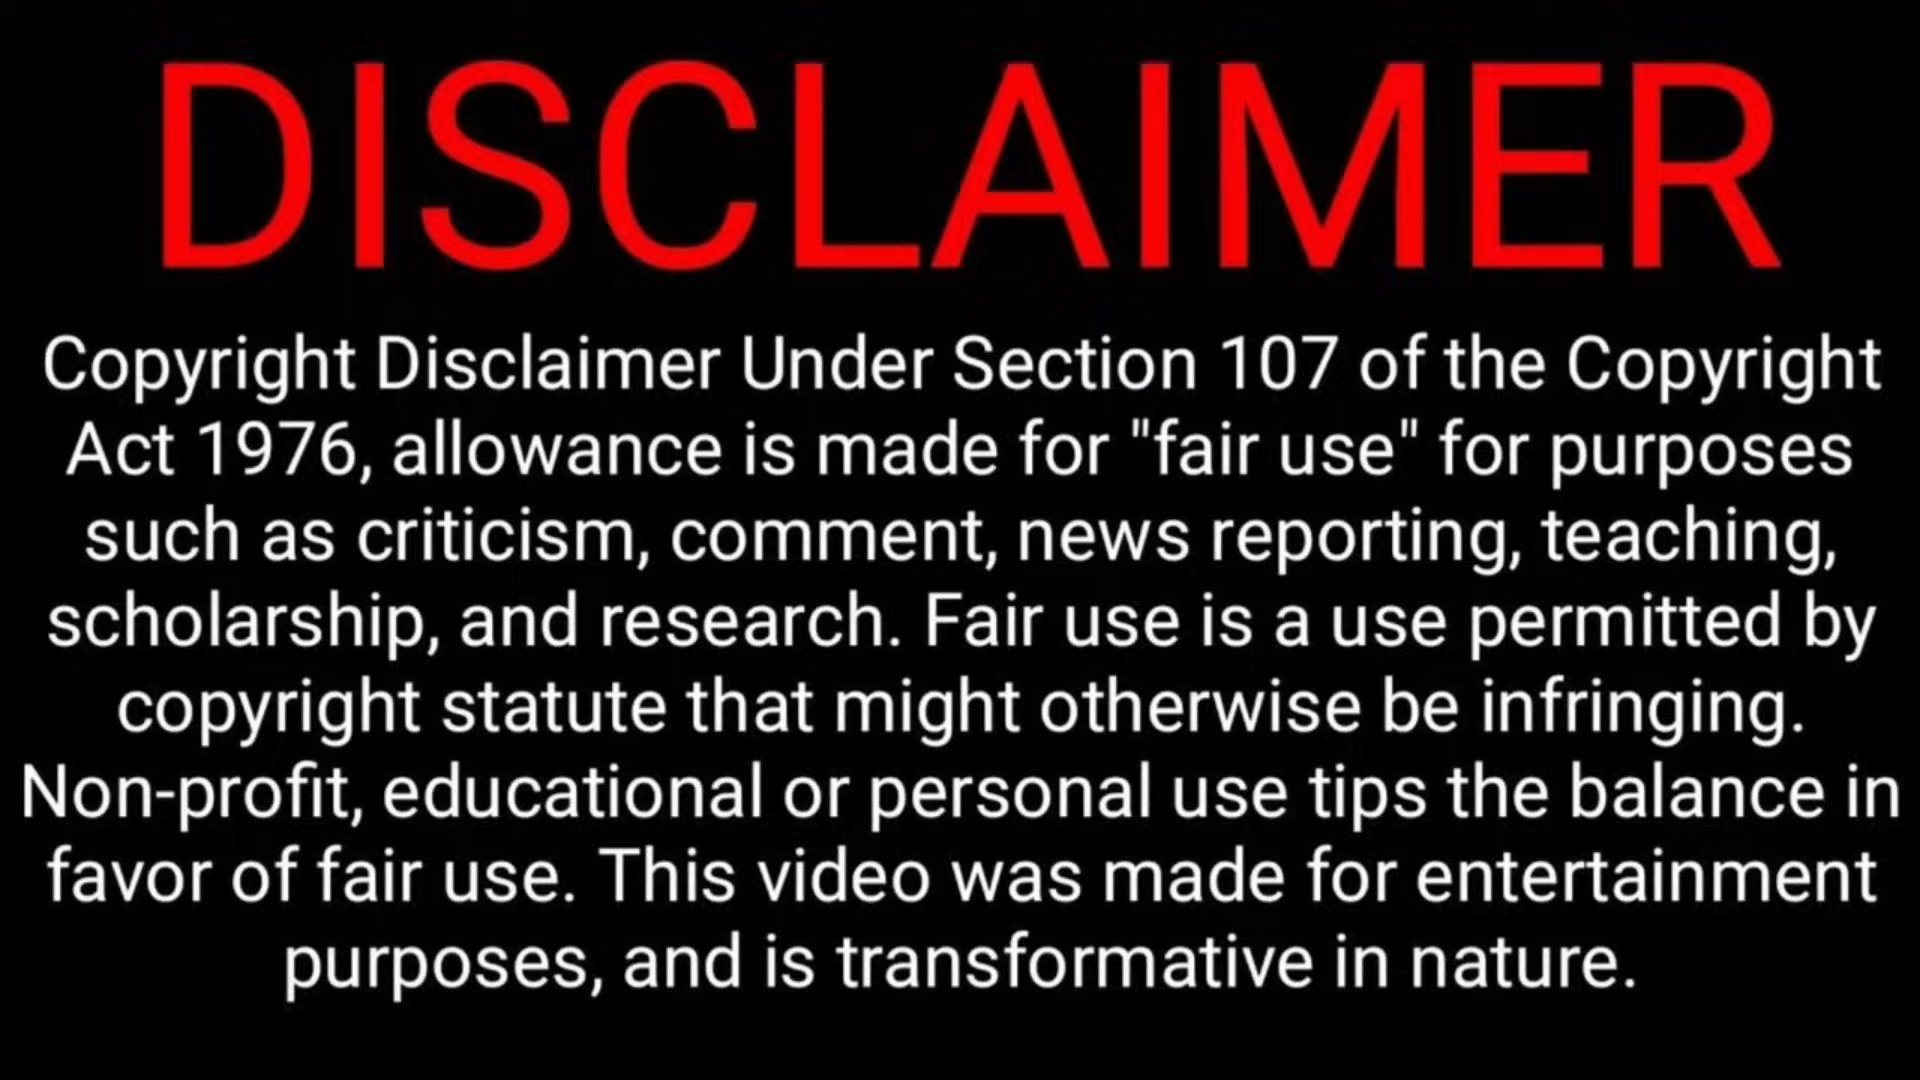 DISCLAIMER
Copyright Disclaimer Under Section 107 of the Copyright
Act 1976, allowance is made for "fair use" for purposes
such as criticism, comment, news reporting, teaching,
scholarship, and research. Fair use is a use permitted by
copyright statute that might otherwise be infringing.
Non-profit, educational or personal use tips the balance in
favor of fair use. This video was made for entertainment
purposes, and is transformative in nature.